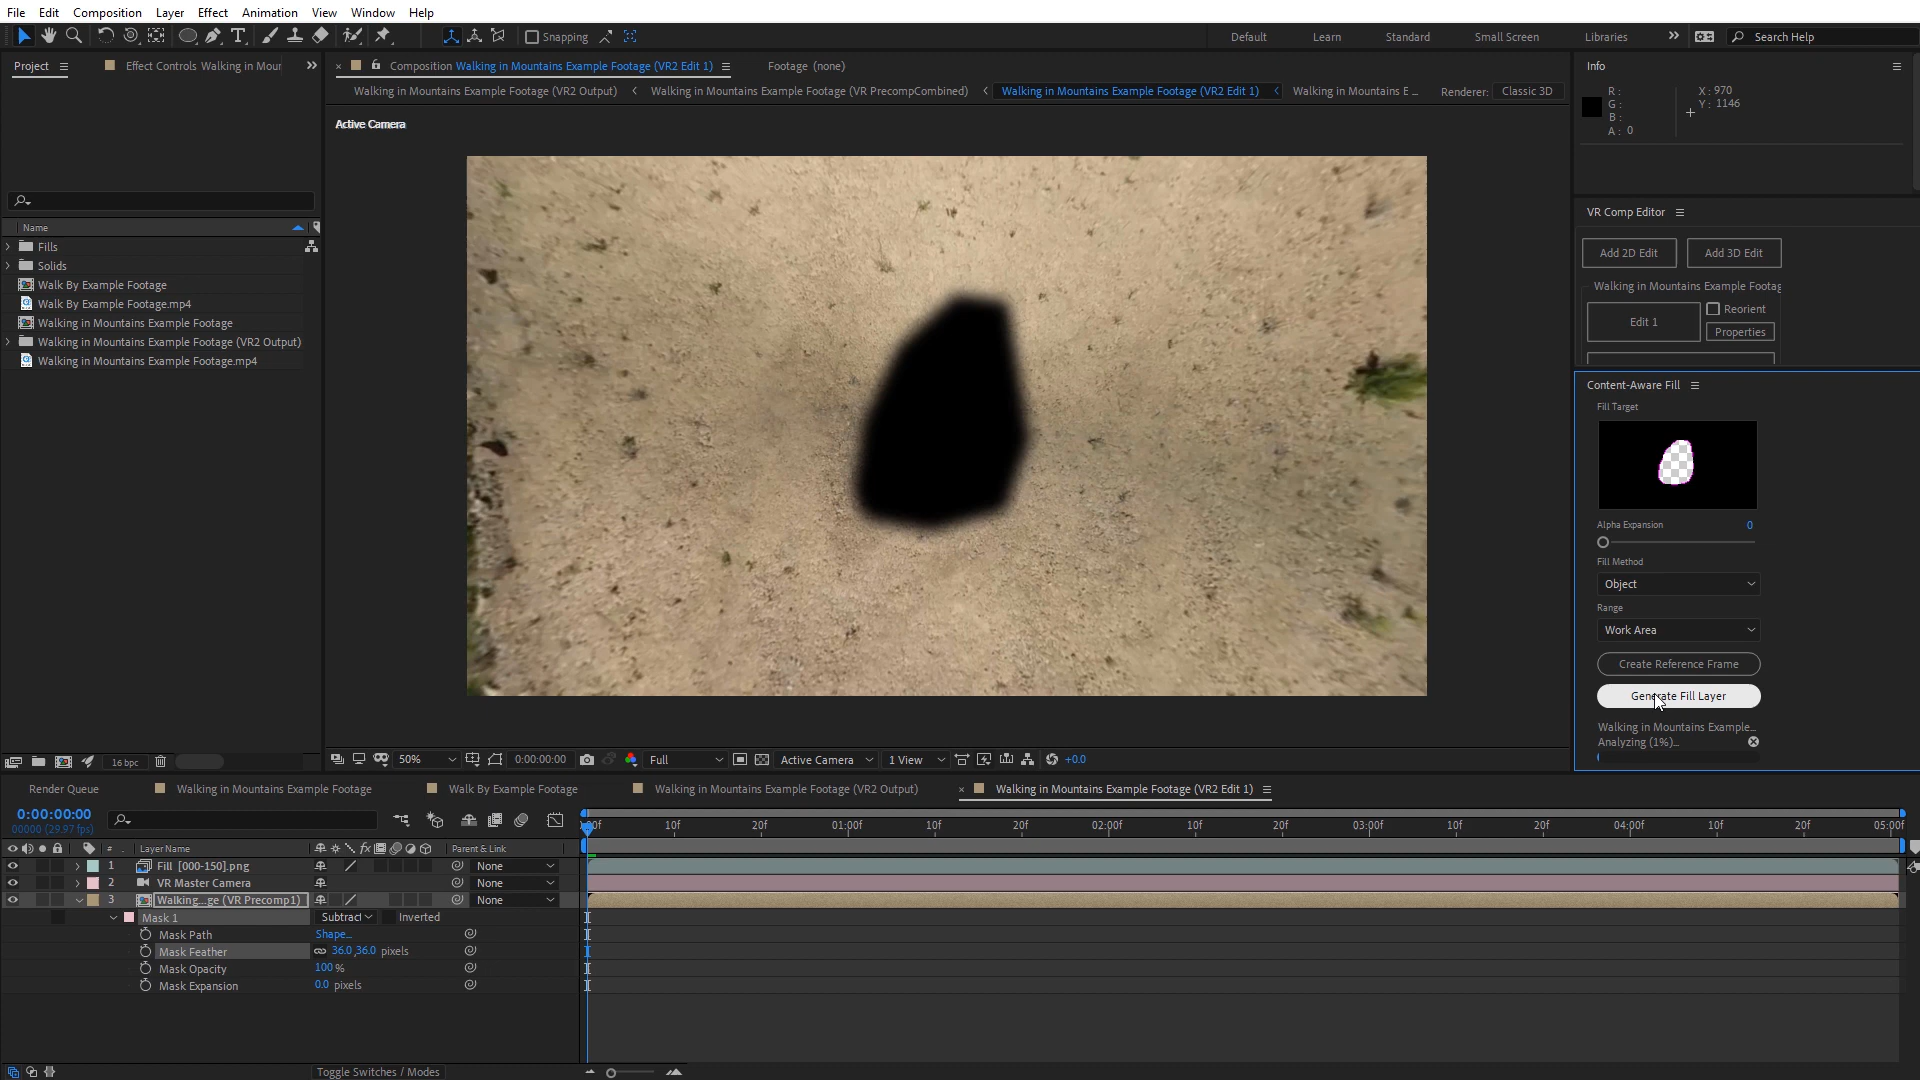 File Edit Composition Layer Effect Animation View Window Help
Snapping
Default Learn Standard Small Screen Libraries
Search Help
Project
Effect Controls Walking in Mour
Composition Walking in Mountains Example Footage (VR2 Edit 1)
Footage (none)
Walking in Mountains Example Footage (VR2 Output)
Walking in Mountains Example Footage (VR PrecompCombined)
Walking in Mountains Example Footage (VR2 Edit 1)
Walking in Mountains E ...
Renderer: Classic 3D
Active Camera
Name
Fills
Solids
Walk By Example Footage
Walk By Example Footage.mp4
Walking in Mountains Example Footage
Walking in Mountains Example Footage (VR2 Output)
Walking in Mountains Example Footage.mp4
16 bpc
50%
0:00:00:00
Full
Active Camera
1 View
+0.0
Info
R :
G :
B :
A : 0
X : 970
Y : 1146
VR Comp Editor
Add 2D Edit
Add 3D Edit
Walking in Mountains Example Footag
Edit 1
Reorient
Properties
Content-Aware Fill
Fill Target
Alpha Expansion 0
Fill Method
Object
Range
Work Area
Create Reference Frame
Generate Fill Layer
Walking in Mountains Example...
Analyzing (1%)...
Render Queue
Walking in Mountains Example Footage
Walk By Example Footage
Walking in Mountains Example Footage (VR2 Output)
Walking in Mountains Example Footage (VR2 Edit 1)
0:00:00:00
00000 (29.97 fps)
# Layer Name
fx
Parent & Link
:00f 10f 20f 01:00f 10f 20f 02:00f 10f 20f 03:00f 10f 20f 04:00f 10f 20f 05:00f
1 Fill [000-150].png None
2 VR Master Camera None
3 Walking...ge (VR Precomp1) None
Mask 1 Subtract Inverted
Mask Path Shape...
Mask Feather 36.0,36.0 pixels
Mask Opacity 100 %
Mask Expansion 0.0 pixels
Toggle Switches / Modes